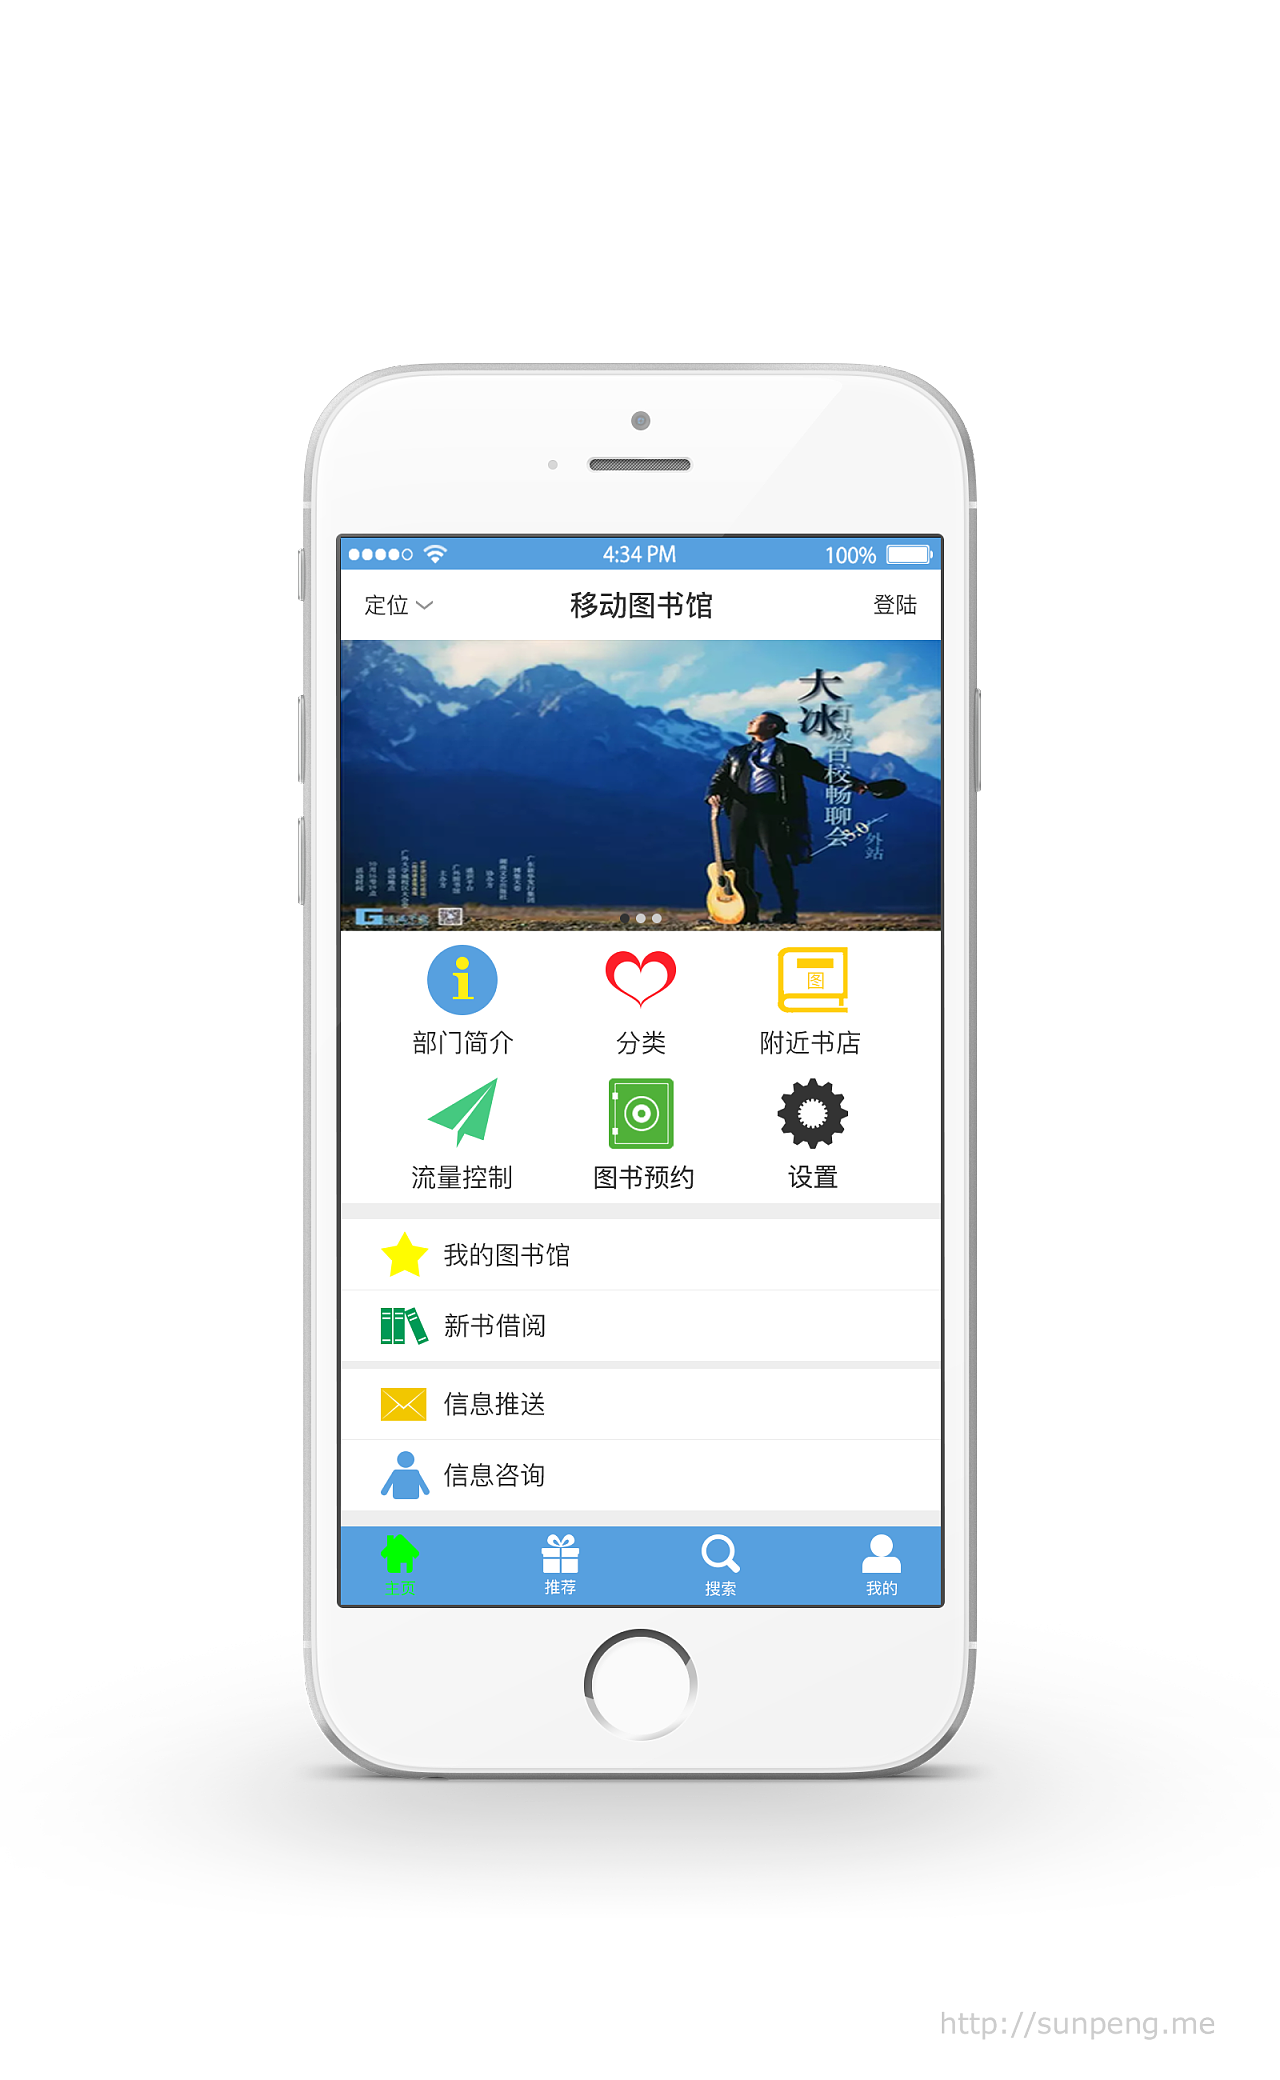 4:34 PM
100%
定位
移动图书馆
登陆
大冰
百城百校畅聊会
3.0
外站
部门简介
分类
附近书店
图
流量控制
图书预约
设置
我的图书馆
新书借阅
信息推送
信息咨询
主页
推荐
搜索
我的
http://sunpeng.me